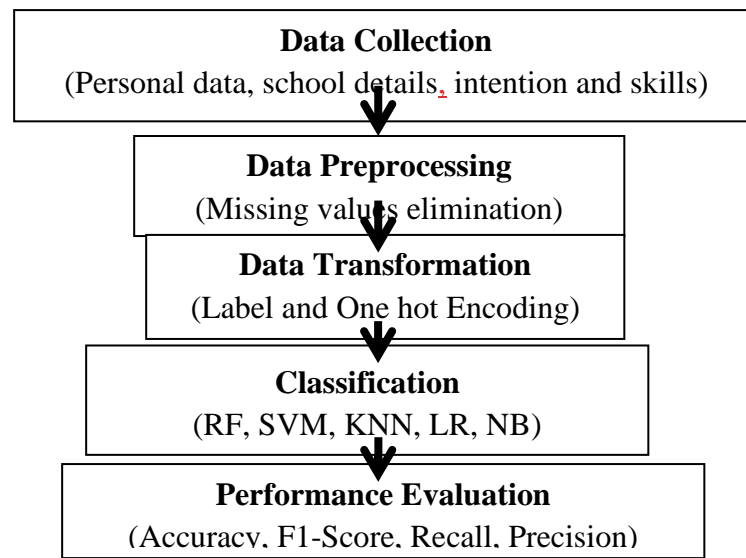 Data Collection
(Personal data, school details, intention and skills)
Data Preprocessing
(Missing values elimination)
Data Transformation
(Label and One hot Encoding)
Classification
(RF, SVM, KNN, LR, NB)
Performance Evaluation
(Accuracy, F1-Score, Recall, Precision)